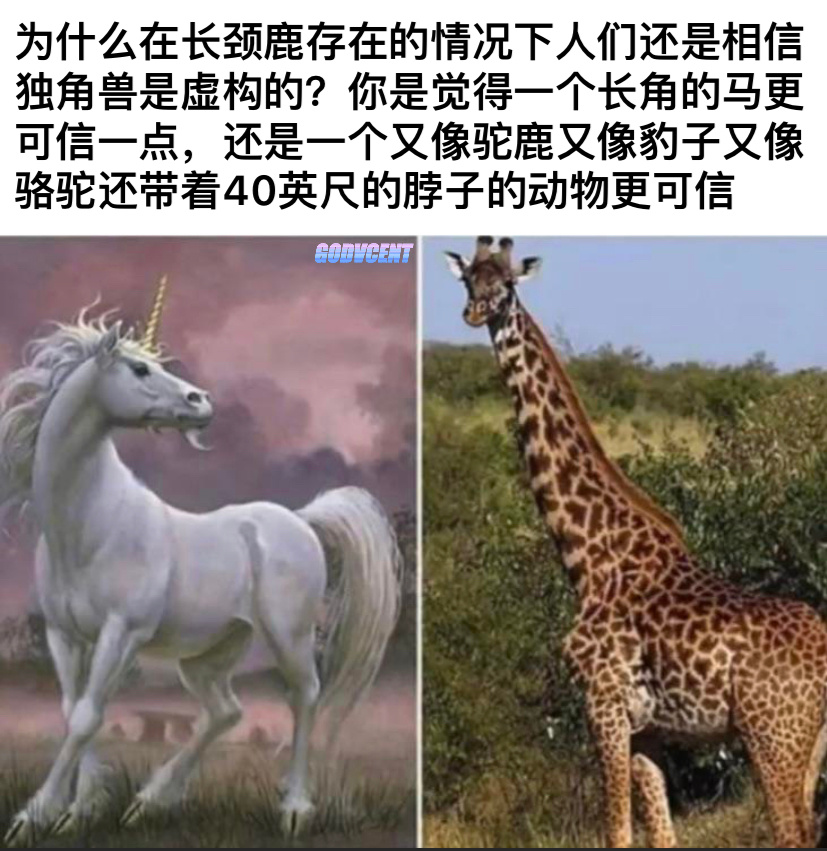 为什么在长颈鹿存在的情况下人们还是相信
独角兽是虚构的？你是觉得一个长角的马更
可信一点，还是一个又像驼鹿又像豹子又像
骆驼还带着40英尺的脖子的动物更可信
GODVCENT